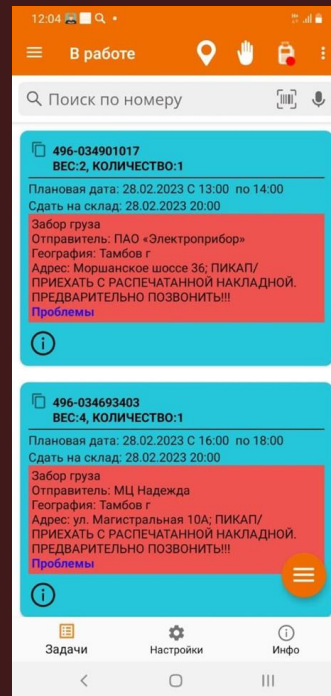 12:04
В работе
Поиск по номеру
496-034901017
ВЕС:2, КОЛИЧЕСТВО:1
Плановая дата: 28.02.2023 С 13:00 по 14:00
Сдать на склад: 28.02.2023 20:00
Забор груза
Отправитель: ПАО «Электроприбор»
География: Тамбов г
Адрес: Моршанское шоссе 36; ПИКАП/
ПРИЕХАТЬ С РАСПЕЧАТАННОЙ НАКЛАДНОЙ.
ПРЕДВАРИТЕЛЬНО ПОЗВОНИТЬ!!!
Проблемы
496-034693403
ВЕС:4, КОЛИЧЕСТВО:1
Плановая дата: 28.02.2023 С 16:00 по 18:00
Сдать на склад: 28.02.2023 20:00
Забор груза
Отправитель: МЦ Надежда
География: Тамбов г
Адрес: ул. Магистральная 10А; ПИКАП/
ПРИЕХАТЬ С РАСПЕЧАТАННОЙ НАКЛАДНОЙ.
ПРЕДВАРИТЕЛЬНО ПОЗВОНИТЬ!!!
Проблемы
Задачи Настройки Инфо